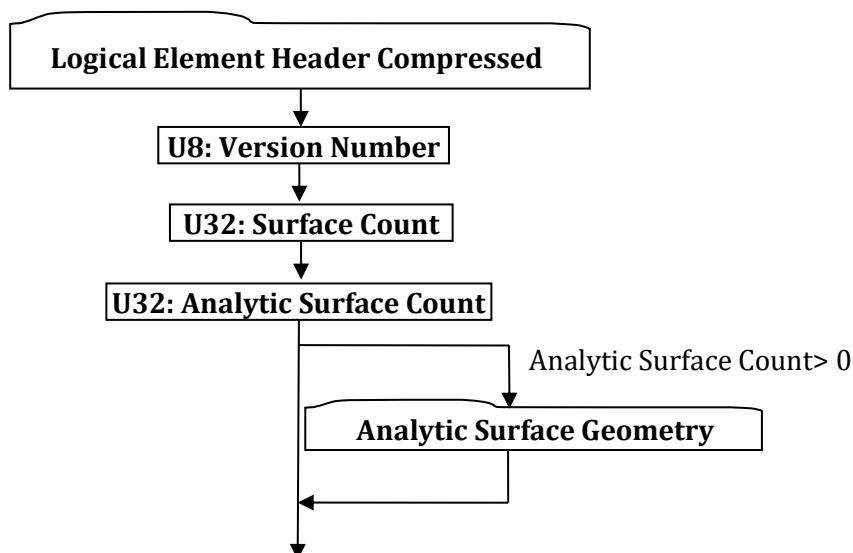 Logical Element Header Compressed
U8: Version Number
U32: Surface Count
U32: Analytic Surface Count
Analytic Surface Count> 0
Analytic Surface Geometry